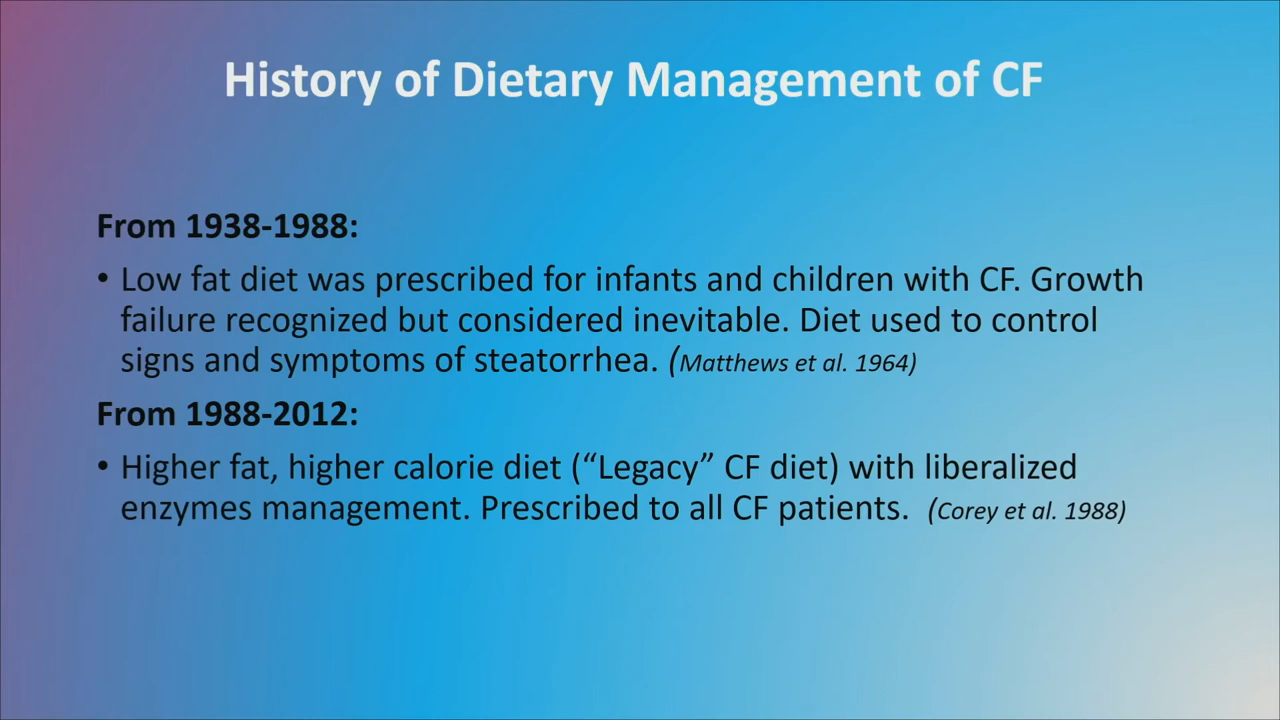 History of Dietary Management of CF
From 1938-1988:
• Low fat diet was prescribed for infants and children with CF. Growth
failure recognized but considered inevitable. Diet used to control
signs and symptoms of steatorrhea. (Matthews et al. 1964)
From 1988-2012:
• Higher fat, higher calorie diet (“Legacy” CF diet) with liberalized
enzymes management. Prescribed to all CF patients. (Corey et al. 1988)